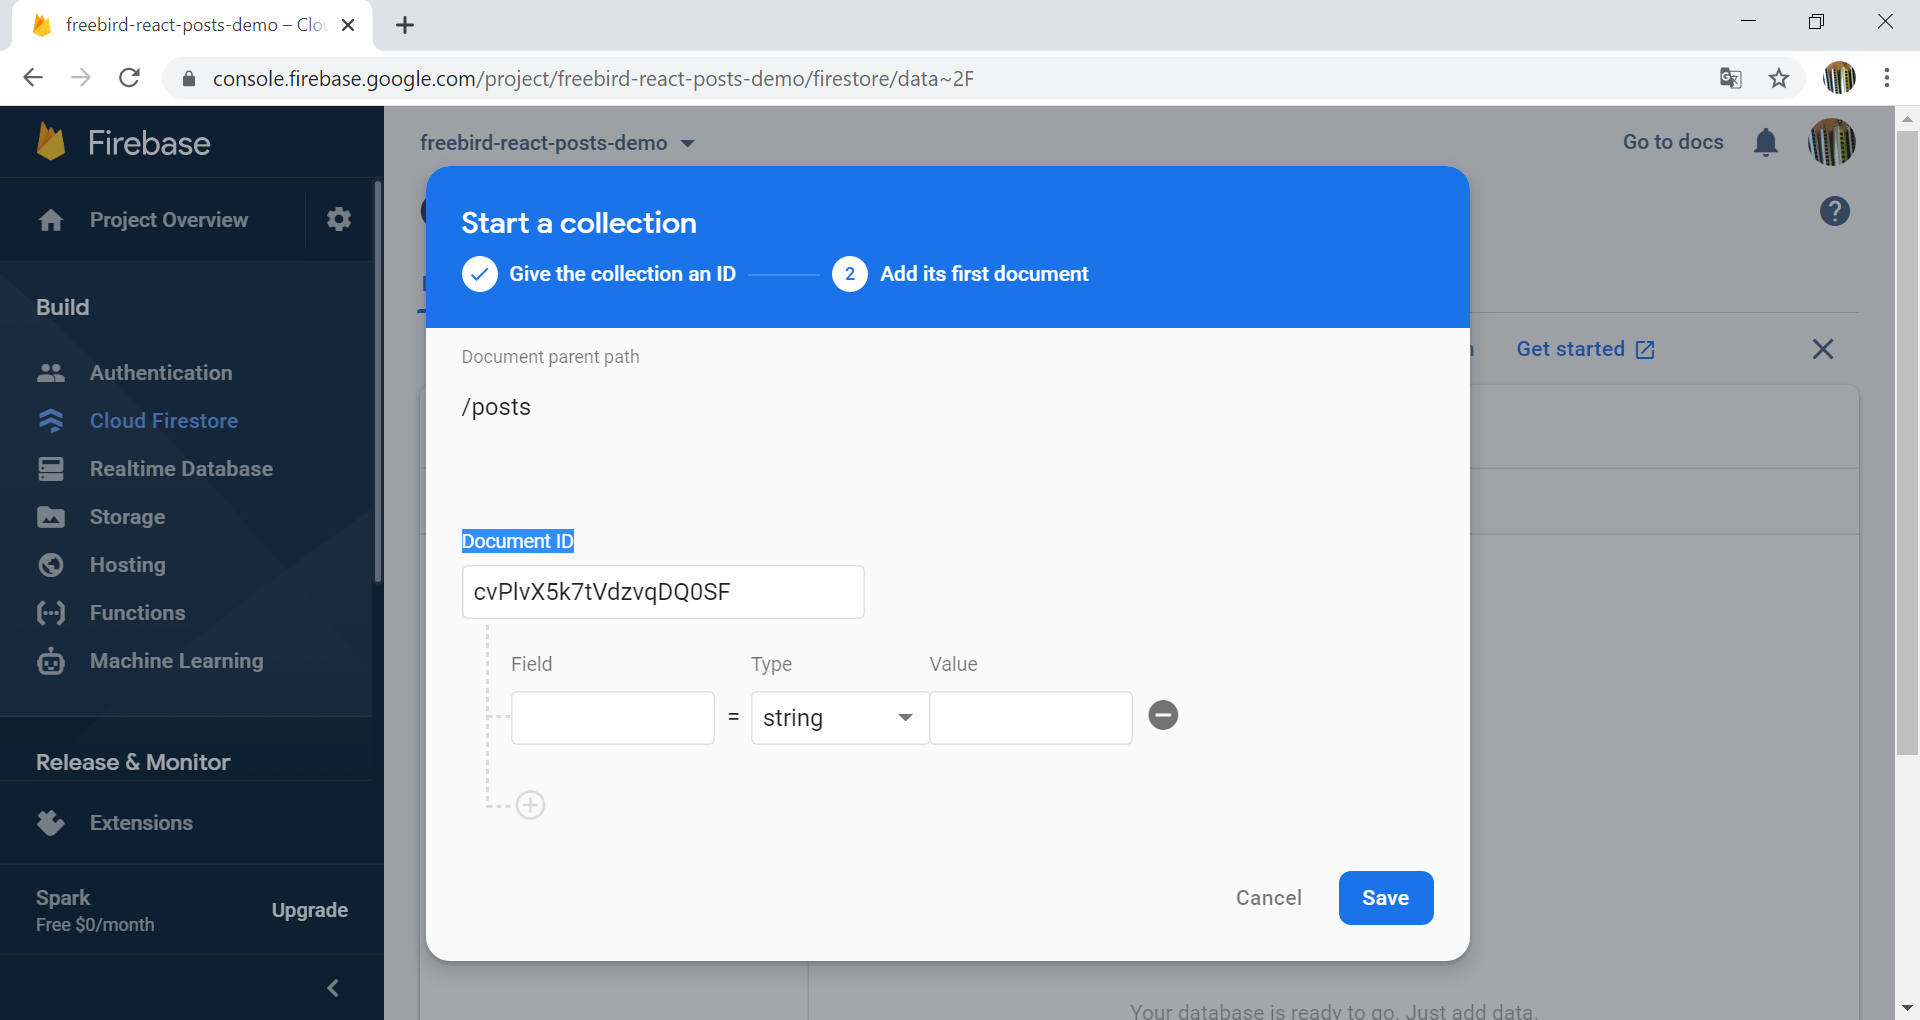 freebird-react-posts-demo – Clou
console.firebase.google.com/project/freebird-react-posts-demo/firestore/data~2F
Firebase
freebird-react-posts-demo
Go to docs
Project Overview
Start a collection
Give the collection an ID
2 Add its first document
Build
Get started
Document parent path
/posts
Authentication
Cloud Firestore
Realtime Database
Storage
Hosting
Functions
Machine Learning
Document ID
cvPlvX5k7tVdzvqDQ0SF
Field Type Value
= string
Release & Monitor
Extensions
Spark
Free $0/month
Upgrade
Cancel Save
Your database is ready to go. Just add data.